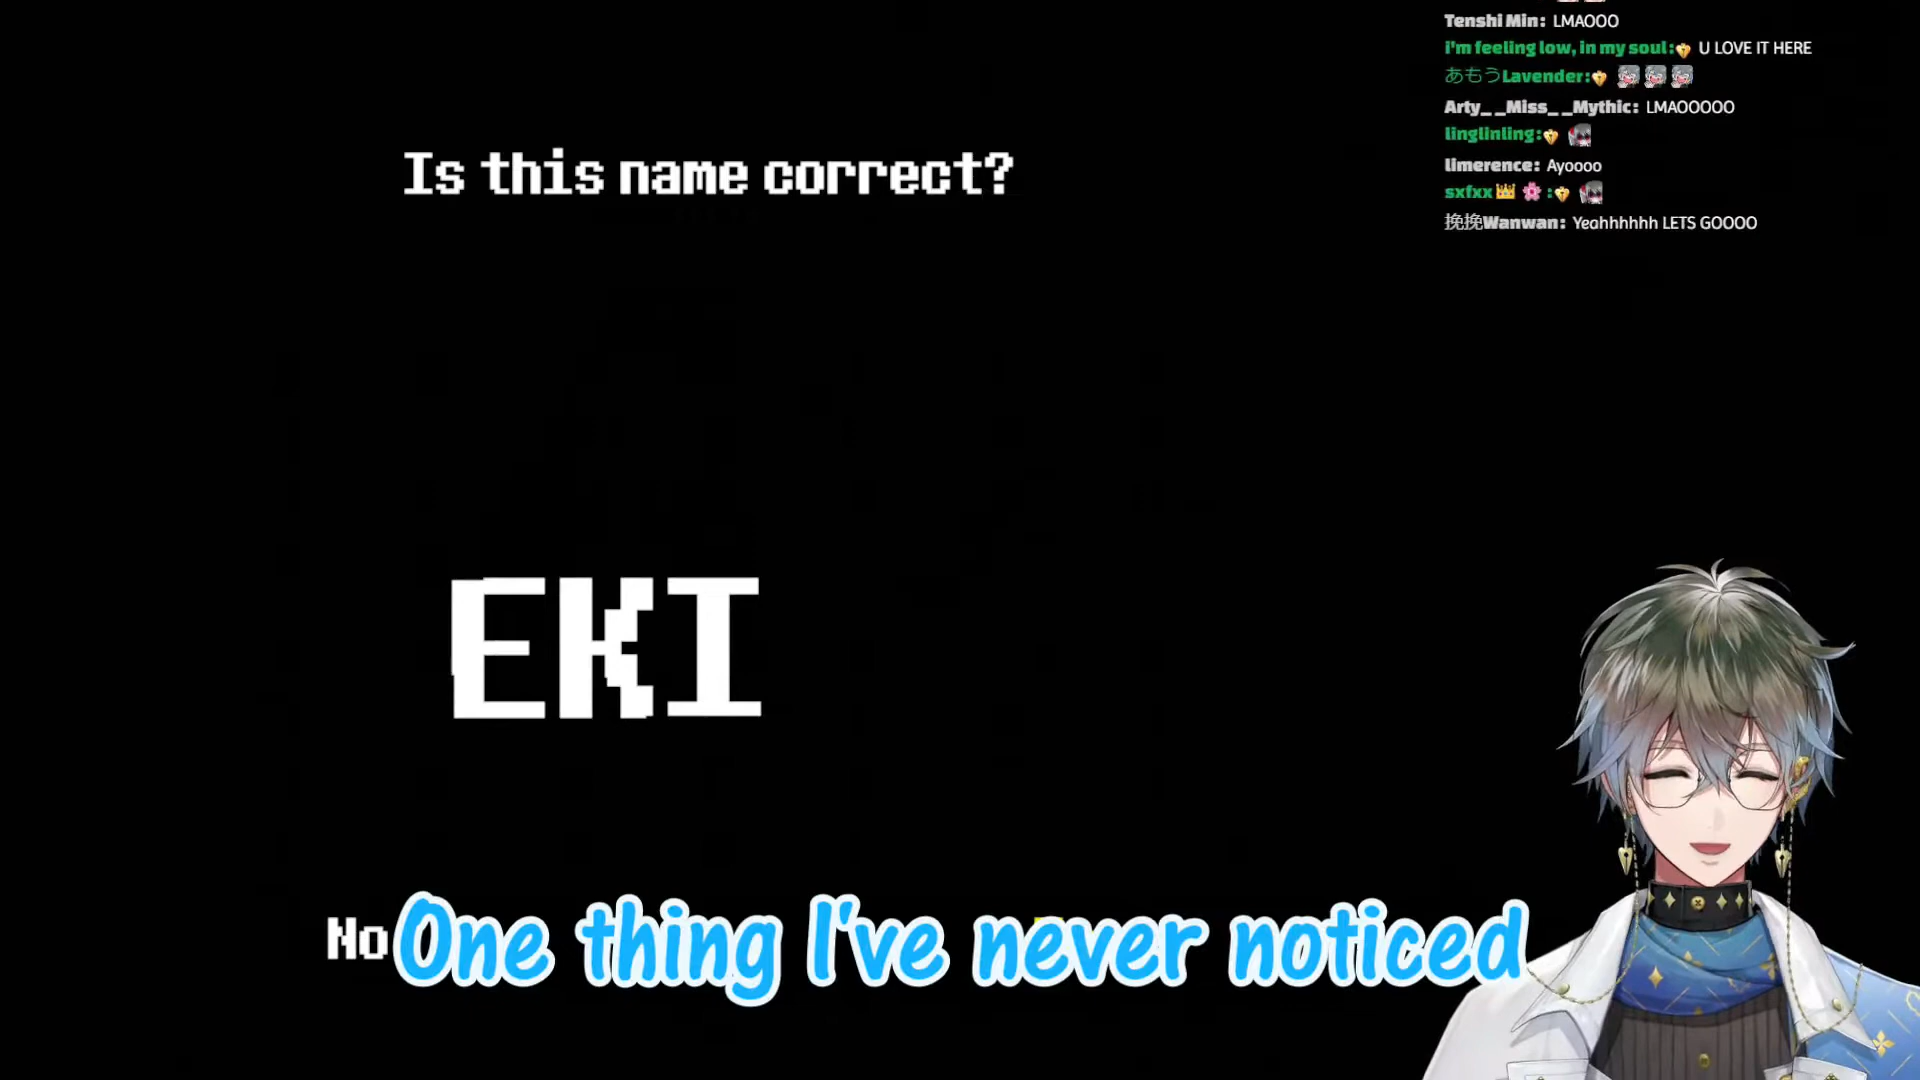 Tenshi Min: LMAOOO
i'm feeling low, in my soul: U LOVE IT HERE
あもうLavender:
Arty__Miss__Mythic: LMAOOOOO
linglinling:
limerence: Ayoooo
sxfxx:
挽挽Wanwan: Yeahhhhhh LETS GOOOO
Is this name correct?
EKI
No
One thing I've never noticed